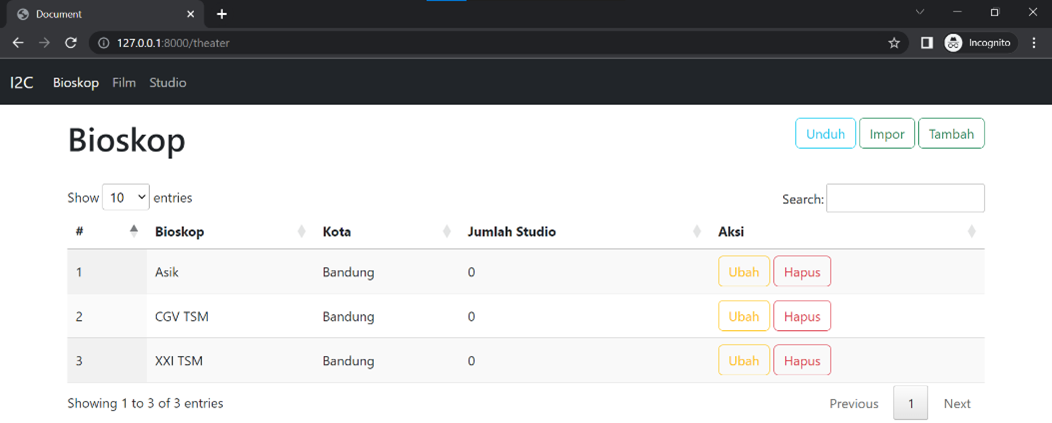 Document
127.0.0.1:8000/theater
Incognito
I2C Bioskop Film Studio
Bioskop
Unduh Impor Tambah
Show 10 entries
Search:
# Bioskop Kota Jumlah Studio Aksi
1 Asik Bandung 0 Ubah Hapus
2 CGV TSM Bandung 0 Ubah Hapus
3 XXI TSM Bandung 0 Ubah Hapus
Showing 1 to 3 of 3 entries
Previous 1 Next